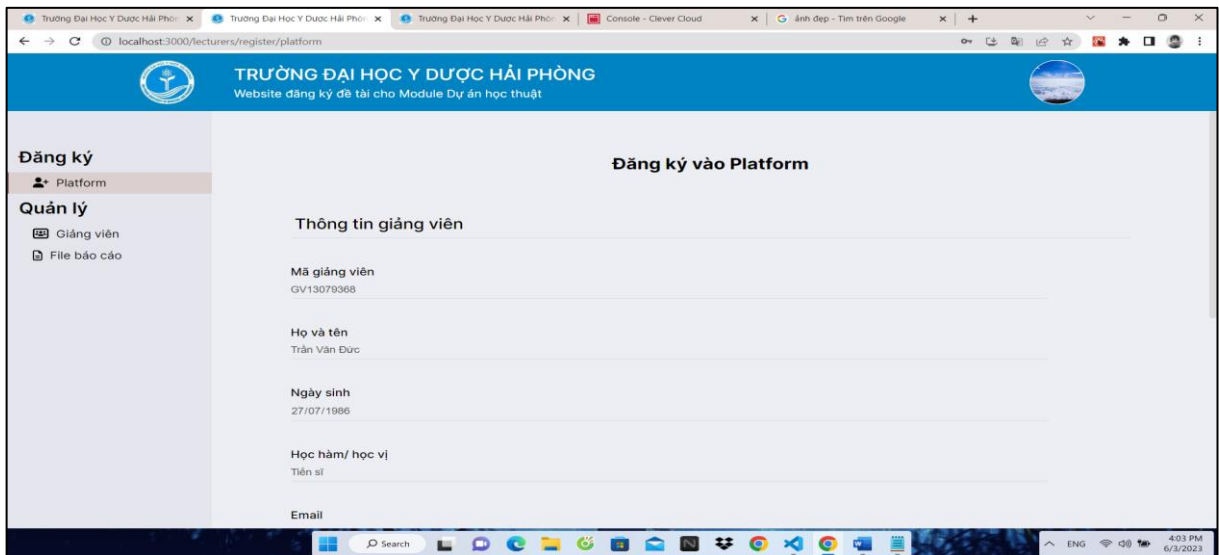 Trường Đại Học Y Dược Hải Phòn
Trường Đại Học Y Dược Hải Phòn
Trường Đại Học Y Dược Hải Phòn
Console - Clever Cloud
ảnh đẹp - Tìm trên Google
localhost:3000/lecturers/register/platform
TRƯỜNG ĐẠI HỌC Y DƯỢC HẢI PHÒNG
Website đăng ký đề tài cho Module Dự án học thuật
Đăng ký
Platform
Quản lý
Giảng viên
File báo cáo
Đăng ký vào Platform
Thông tin giảng viên
Mã giảng viên
GV13079368
Họ và tên
Trần Văn Đức
Ngày sinh
27/07/1986
Học hàm/ học vị
Tiến sĩ
Email
Search
ENG
4:03 PM
6/3/2023